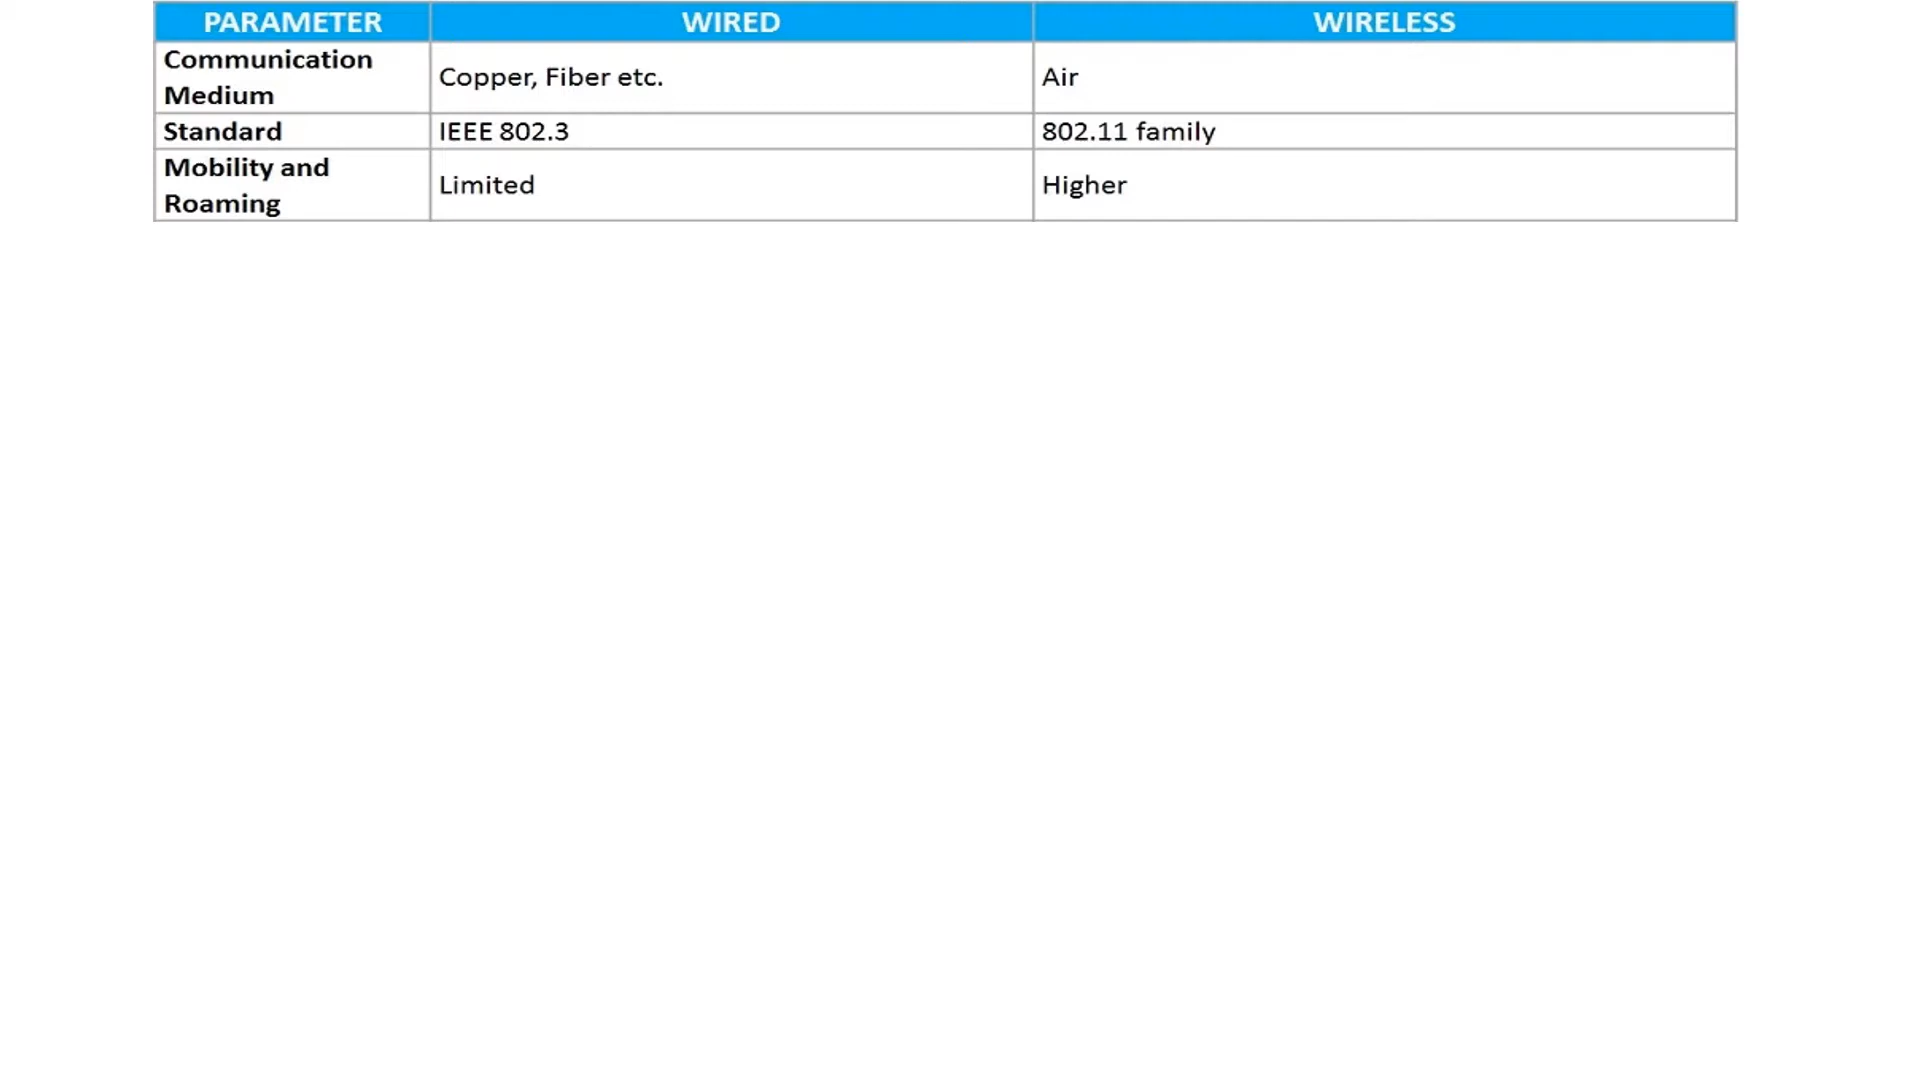 PARAMETER WIRED WIRELESS
Communication Medium Copper, Fiber etc. Air
Standard IEEE 802.3 802.11 family
Mobility and Roaming Limited Higher